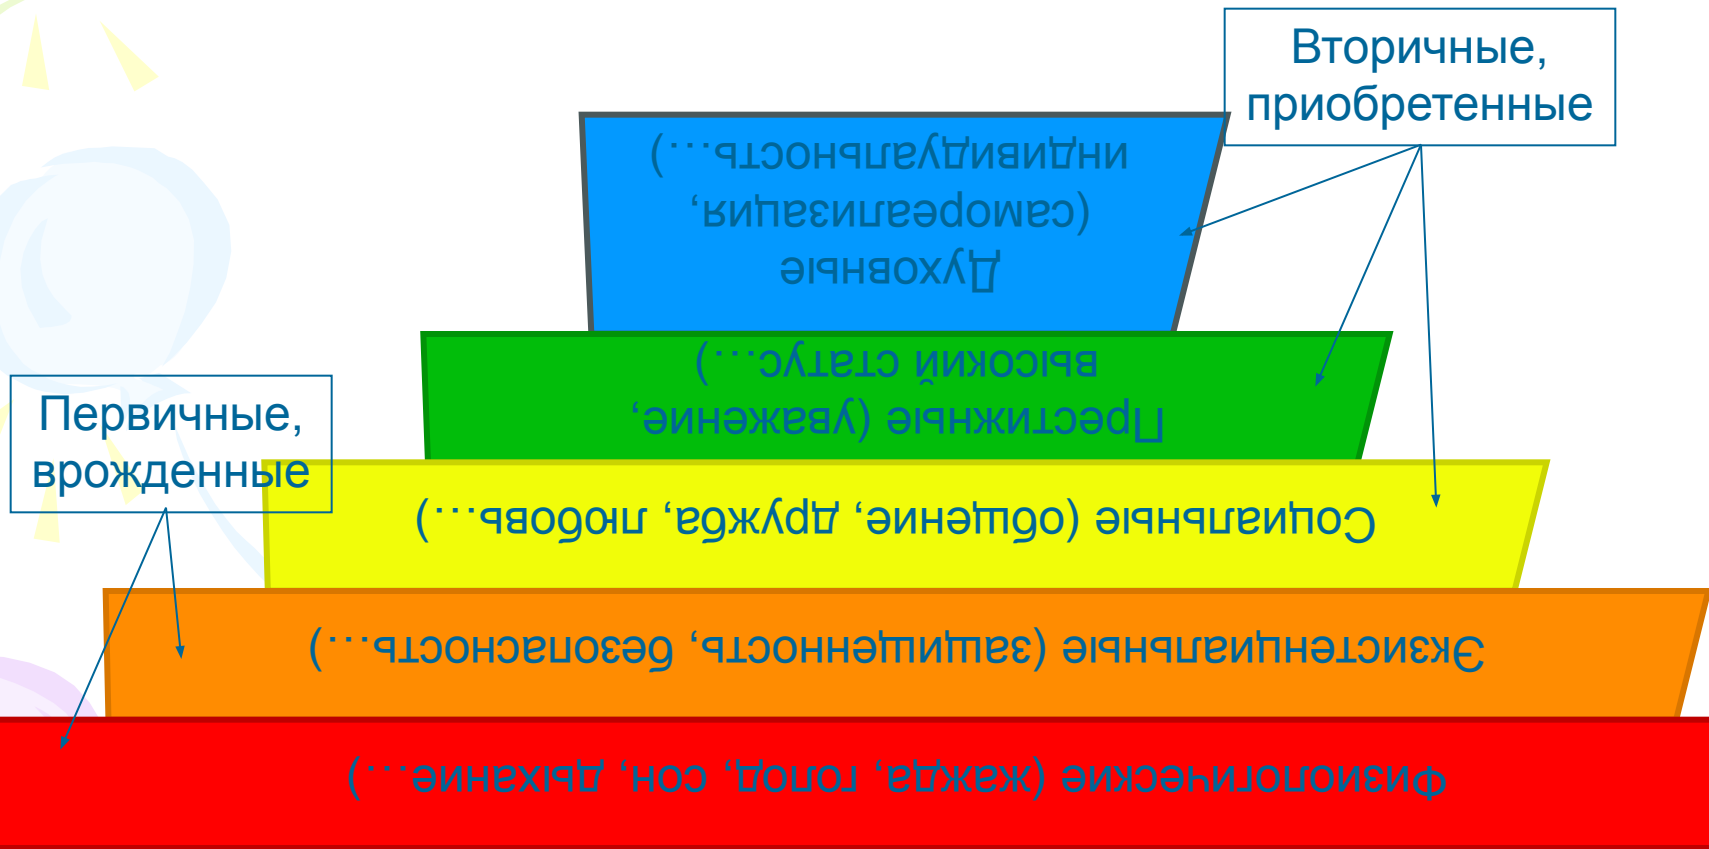 Вторичные,
приобретенные
Духовные
(самореализация,
индивидуальность…)
Престижные (уважение,
высокий статус…)
Первичные,
врожденные
Социальные (общение, дружба, любовь…)
Экзистенциальные (защищенность, безопасность…)
Физиологические (жажда, голод, сон, дыхание…)